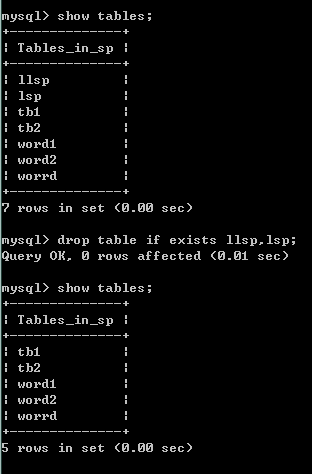 mysql> show tables;
+--------------+
¦ Tables_in_sp ¦
+--------------+
¦ llsp         ¦
¦ lsp          ¦
¦ tb1          ¦
¦ tb2          ¦
¦ word1        ¦
¦ word2        ¦
¦ worrd        ¦
+--------------+
7 rows in set (0.00 sec)
mysql> drop table if exists llsp,lsp;
Query OK, 0 rows affected (0.01 sec)
mysql> show tables;
+--------------+
¦ Tables_in_sp ¦
+--------------+
¦ tb1          ¦
¦ tb2          ¦
¦ word1        ¦
¦ word2        ¦
¦ worrd        ¦
+--------------+
5 rows in set (0.00 sec)